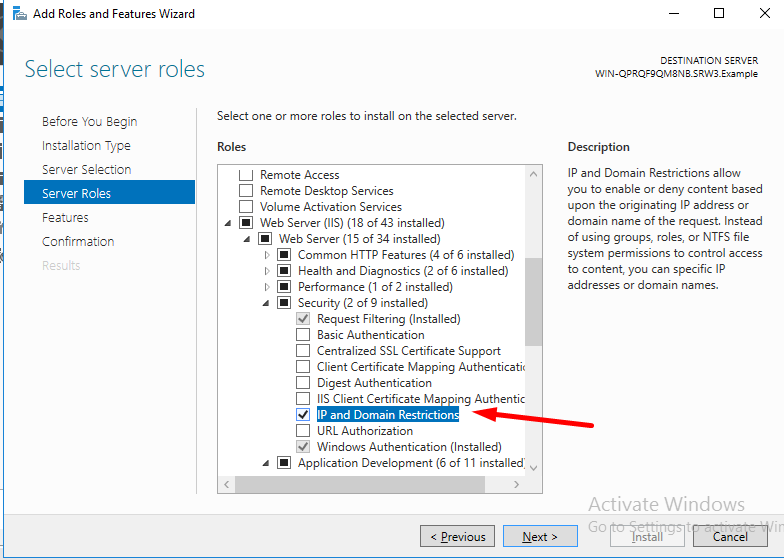 Add Roles and Features Wizard
Select server roles
DESTINATION SERVER
WIN-QPRQF9QM8NB.SRW3.Example
Before You Begin
Installation Type
Server Selection
Server Roles
Features
Confirmation
Results
Select one or more roles to install on the selected server.
Roles
Remote Access
Remote Desktop Services
Volume Activation Services
Web Server (IIS) (18 of 43 installed)
Web Server (15 of 34 installed)
Common HTTP Features (4 of 6 installed)
Health and Diagnostics (2 of 6 installed)
Performance (1 of 2 installed)
Security (2 of 9 installed)
Request Filtering (Installed)
Basic Authentication
Centralized SSL Certificate Support
Client Certificate Mapping Authenticatio
Digest Authentication
IIS Client Certificate Mapping Authentic
IP and Domain Restrictions
URL Authorization
Windows Authentication (Installed)
Application Development (6 of 11 installed)
Description
IP and Domain Restrictions allow
you to enable or deny content based
upon the originating IP address or
domain name of the request. Instead
of using groups, roles, or NTFS file
system permissions to control access
to content, you can specific IP
addresses or domain names.
Activate Windows
Go to Settings to activate Win
< Previous
Next >
Install
Cancel